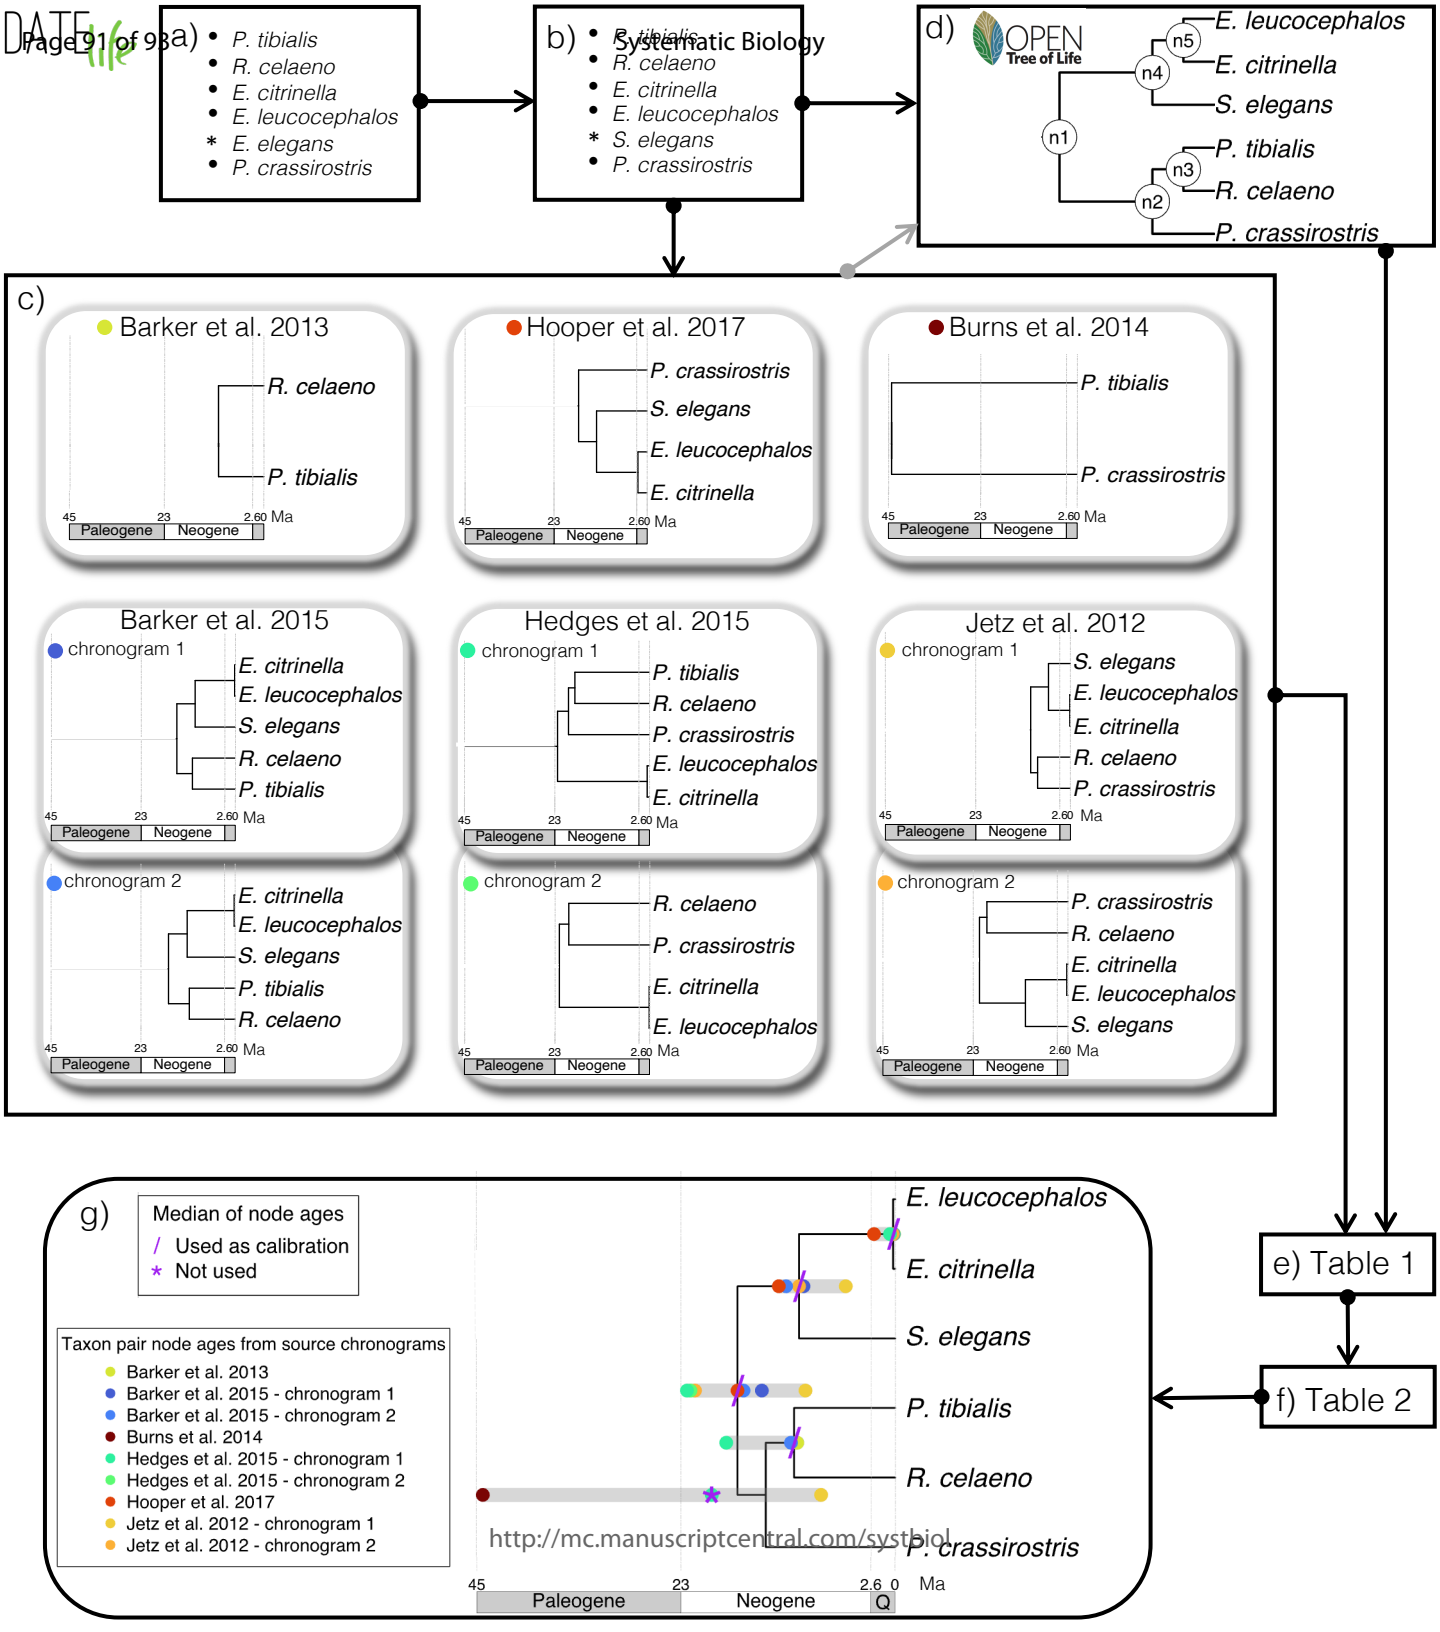 DATE
life
Page 91 of 93
Systematic Biology
a)
• P. tibialis
• R. celaeno
• E. citrinella
• E. leucocephalos
* E. elegans
• P. crassirostris
b)
• P. tibialis
• R. celaeno
• E. citrinella
• E. leucocephalos
* S. elegans
• P. crassirostris
d)
OPEN
Tree of Life
E. leucocephalos
n5
E. citrinella
n4
S. elegans
n1
P. tibialis
n3
R. celaeno
n2
P. crassirostris
c)
Barker et al. 2013
R. celaeno
P. tibialis
45 23 2.60 Ma
Paleogene Neogene
Hooper et al. 2017
P. crassirostris
S. elegans
E. leucocephalos
E. citrinella
45 23 2.60 Ma
Paleogene Neogene
Burns et al. 2014
P. tibialis
P. crassirostris
45 23 2.60 Ma
Paleogene Neogene
Barker et al. 2015
chronogram 1
E. citrinella
E. leucocephalos
S. elegans
R. celaeno
P. tibialis
45 23 2.60 Ma
Paleogene Neogene
chronogram 2
E. citrinella
E. leucocephalos
S. elegans
P. tibialis
R. celaeno
45 23 2.60 Ma
Paleogene Neogene
Hedges et al. 2015
chronogram 1
P. tibialis
R. celaeno
P. crassirostris
E. leucocephalos
E. citrinella
45 23 2.60 Ma
Paleogene Neogene
chronogram 2
R. celaeno
P. crassirostris
E. citrinella
E. leucocephalos
45 23 2.60 Ma
Paleogene Neogene
Jetz et al. 2012
chronogram 1
S. elegans
E. leucocephalos
E. citrinella
R. celaeno
P. crassirostris
45 23 2.60 Ma
Paleogene Neogene
chronogram 2
P. crassirostris
R. celaeno
E. citrinella
E. leucocephalos
S. elegans
45 23 2.60 Ma
Paleogene Neogene
e) Table 1
f) Table 2
g)
Median of node ages
/ Used as calibration
* Not used
Taxon pair node ages from source chronograms
Barker et al. 2013
Barker et al. 2015 - chronogram 1
Barker et al. 2015 - chronogram 2
Burns et al. 2014
Hedges et al. 2015 - chronogram 1
Hedges et al. 2015 - chronogram 2
Hooper et al. 2017
Jetz et al. 2012 - chronogram 1
Jetz et al. 2012 - chronogram 2
E. leucocephalos
E. citrinella
S. elegans
P. tibialis
R. celaeno
P. crassirostris
http://mc.manuscriptcentral.com/systbiol
45 23 2.6 0 Ma
Paleogene Neogene Q